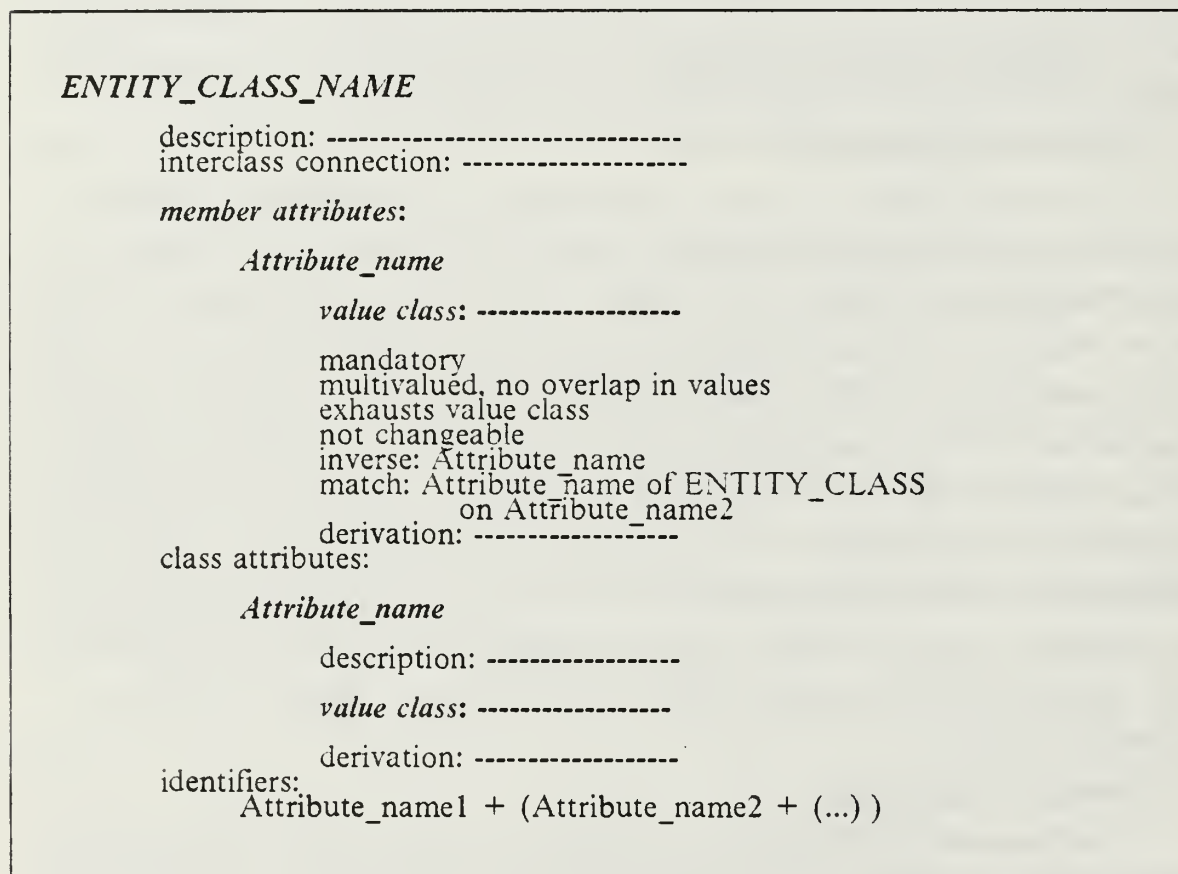 ENTITY_CLASS_NAME
description: -------------------------------
interclass connection: ---------------------
member attributes:
Attribute_name
value class: -------------------
mandatory
multivalued, no overlap in values
exhausts value class
not changeable
inverse: Attribute_name
match: Attribute_name of ENTITY_CLASS
on Attribute_name2
derivation: -------------------
class attributes:
Attribute_name
description: ------------------
value class: ------------------
derivation: -------------------
identifiers:
Attribute_name1 + (Attribute_name2 + (...) )